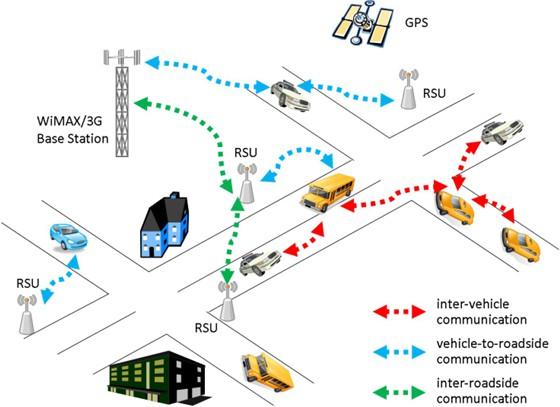 GPS
WiMAX/3G
Base Station
RSU
RSU
RSU
RSU
inter-vehicle
communication
vehicle-to-roadside
communication
inter-roadside
communication